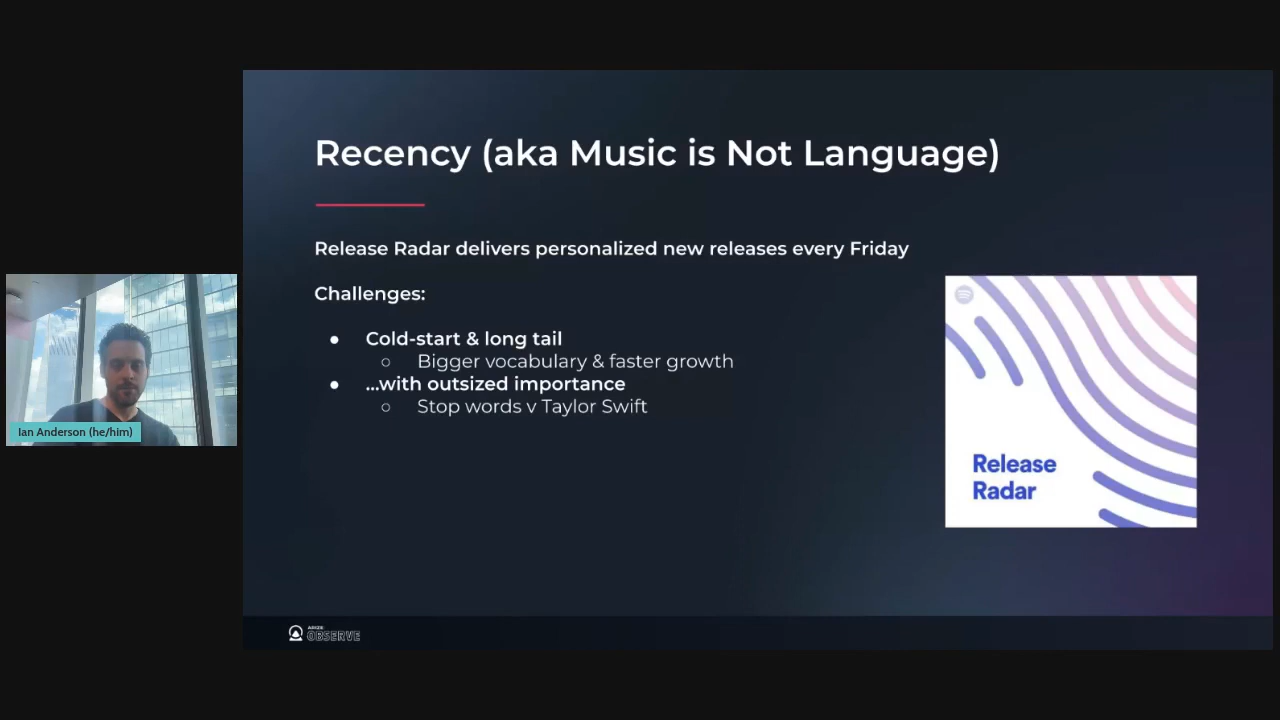 Recency (aka Music is Not Language)
Release Radar delivers personalized new releases every Friday
Challenges:
● Cold-start & long tail
○ Bigger vocabulary & faster growth
● ...with outsized importance
○ Stop words v Taylor Swift
Release
Radar
Ian Anderson (he/him)
ARIZE:
OBSERVE